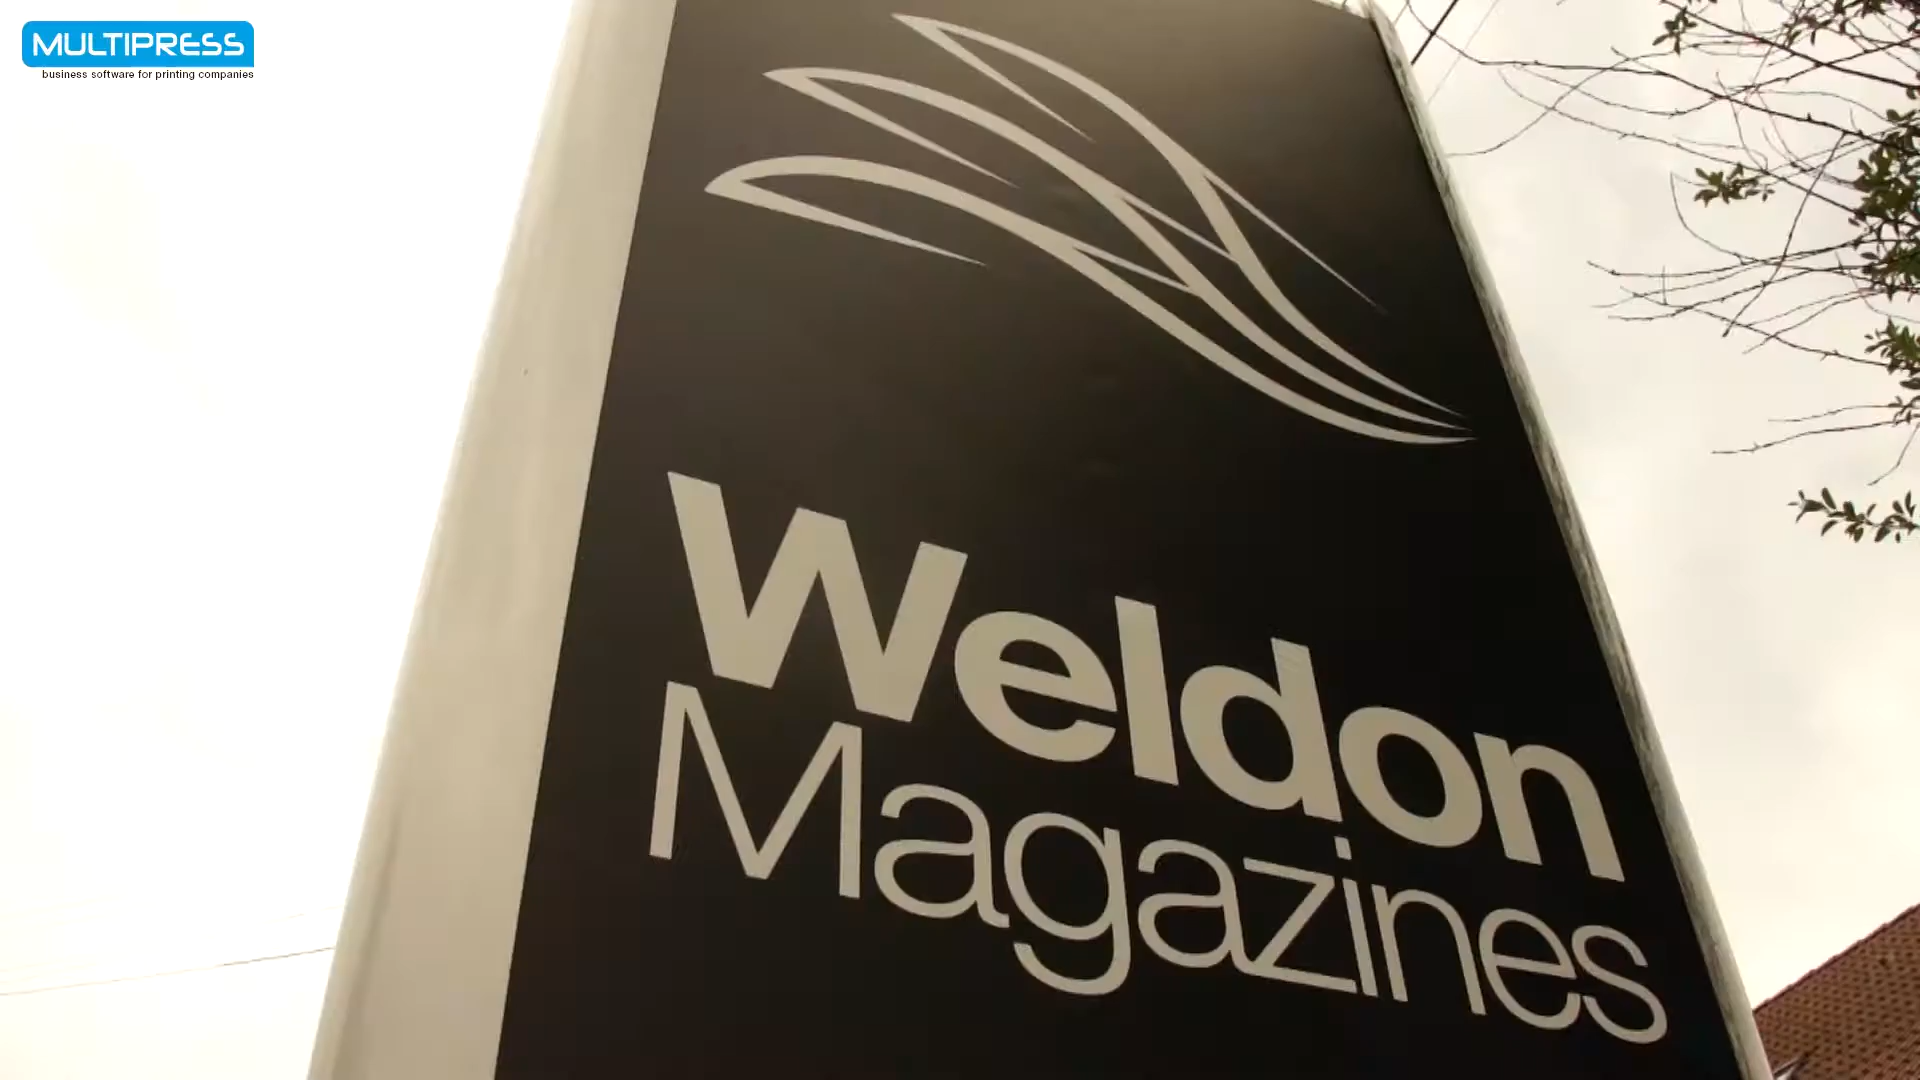 MULTIPRESS
business software for printing companies
Weldon
Magazines